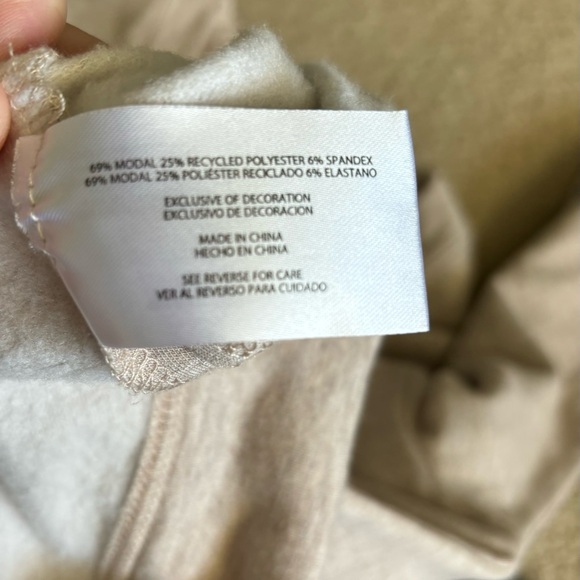 69% MODAL 25% RECYCLED POLYESTER 6% SPANDEX
69% MODAL 25% POLIÉSTER RECICLADO 6% ELASTANO
EXCLUSIVE OF DECORATION
EXCLUSIVO DE DECORACION
MADE IN CHINA
HECHO EN CHINA
SEE REVERSE FOR CARE
VER AL REVERSO PARA CUIDADO